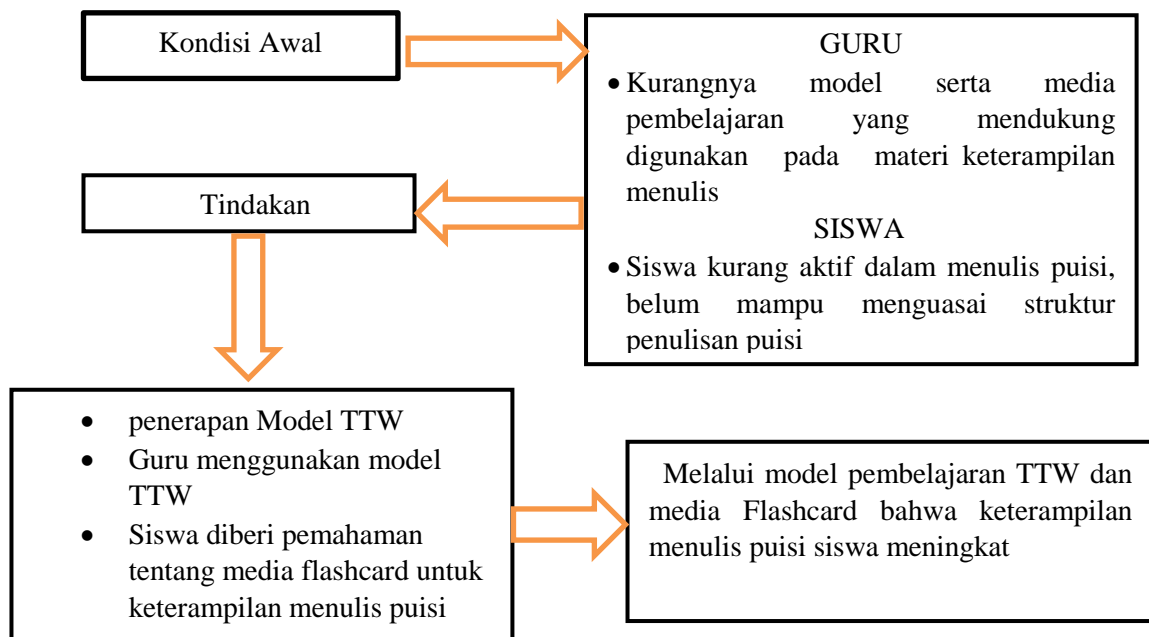 Kondisi Awal
GURU
• Kurangnya model serta media
pembelajaran yang mendukung
digunakan pada materi keterampilan
menulis
SISWA
• Siswa kurang aktif dalam menulis puisi,
belum mampu menguasai struktur
penulisan puisi
Tindakan
• penerapan Model TTW
• Guru menggunakan model
TTW
• Siswa diberi pemahaman
tentang media flashcard untuk
keterampilan menulis puisi
Melalui model pembelajaran TTW dan
media Flashcard bahwa keterampilan
menulis puisi siswa meningkat